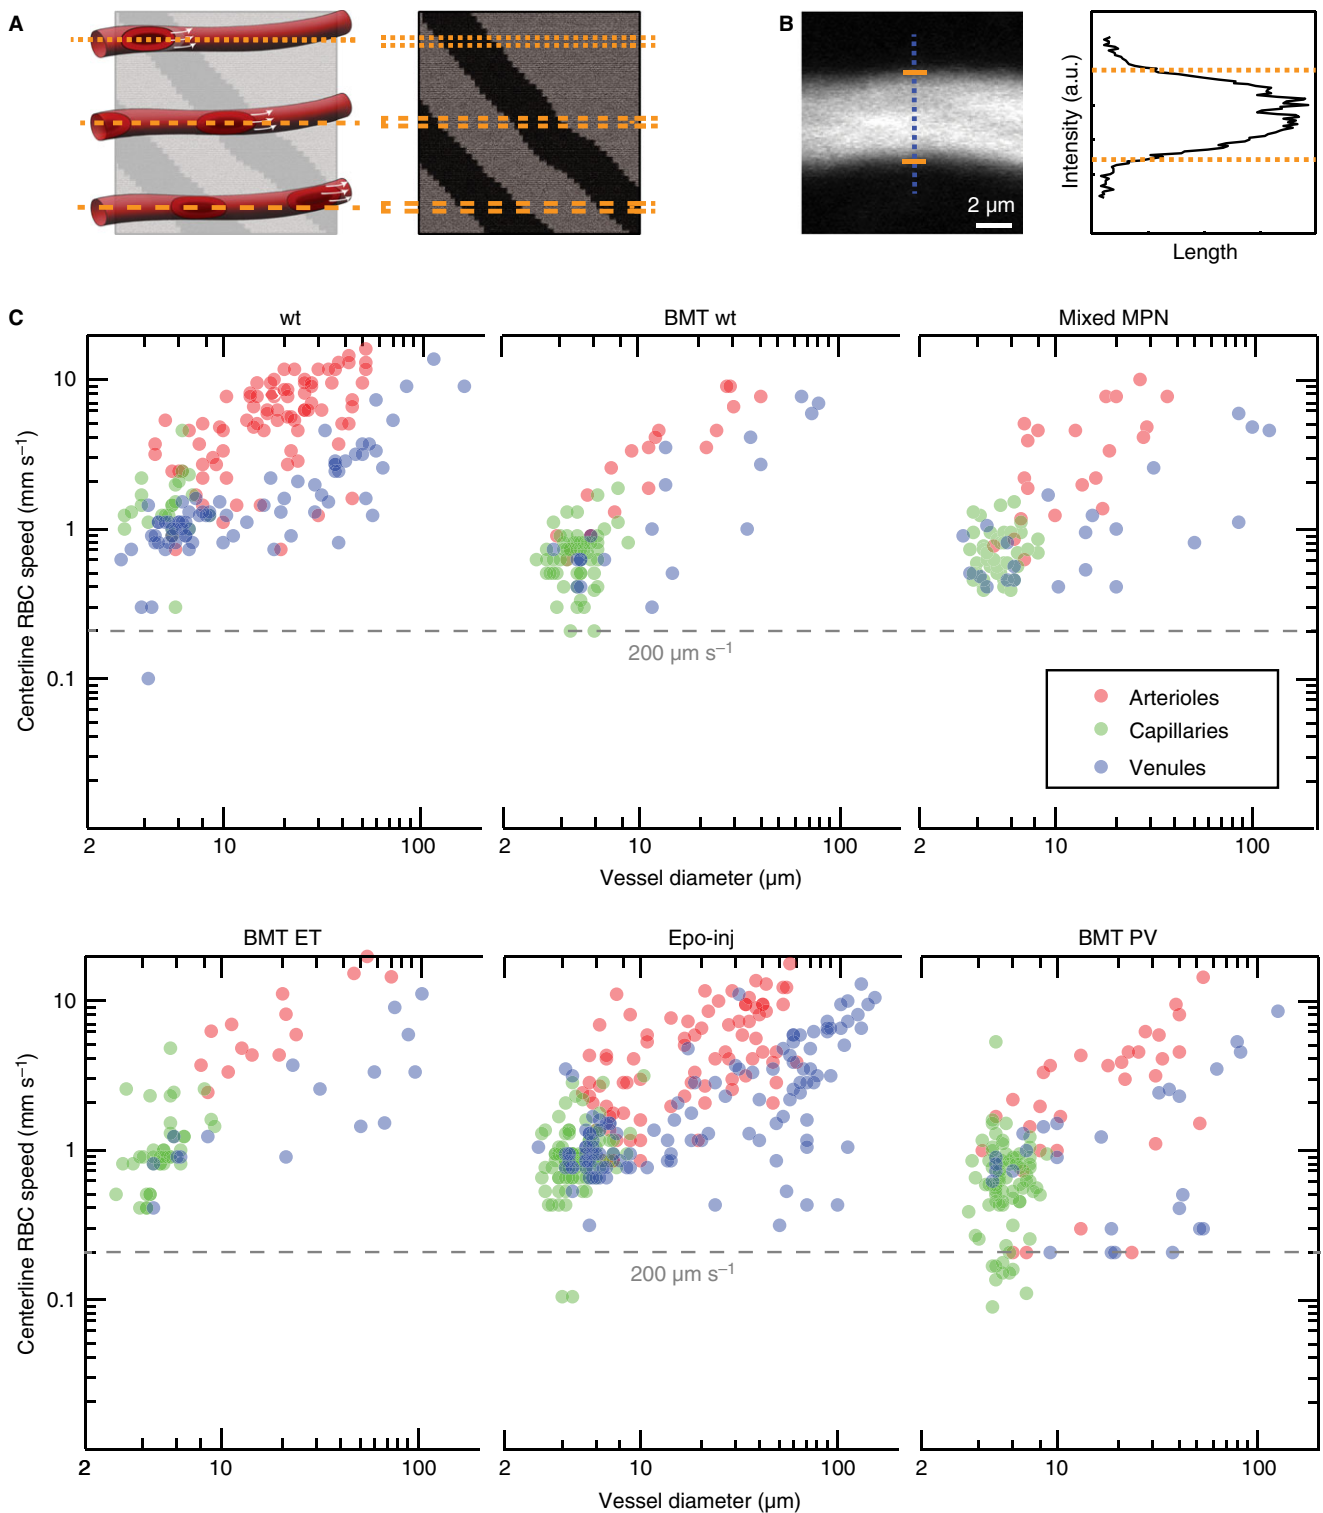 A
B
2 µm
Intensity (a.u.)
Length
C
wt
BMT wt
Mixed MPN
Centerline RBC speed (mm s⁻¹)
10
1
0.1
200 µm s⁻¹
Arterioles
Capillaries
Venules
2 10 100
2 10 100
2 10 100
Vessel diameter (µm)
BMT ET
Epo-inj
BMT PV
Centerline RBC speed (mm s⁻¹)
10
1
0.1
200 µm s⁻¹
2 10 100
2 10 100
2 10 100
Vessel diameter (µm)